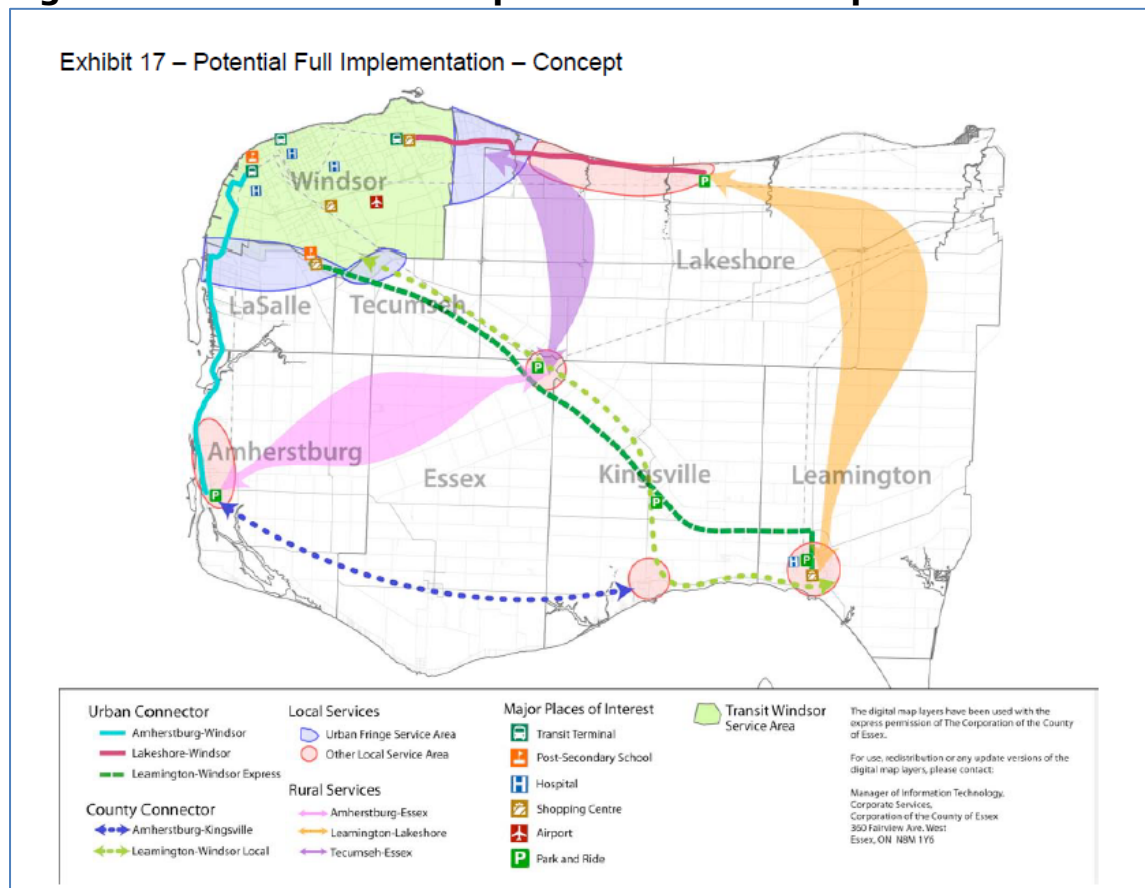 Exhibit 17 – Potential Full Implementation – Concept
Windsor
Lakeshore
LaSalle
Tecumseh
Amherstburg
Essex
Kingsville
Leamington
P
P
P
P
P
H
H
H
H
Urban Connector
Amherstburg-Windsor
Lakeshore-Windsor
Leamington-Windsor Express
County Connector
Amherstburg-Kingsville
Leamington-Windsor Local
Local Services
Urban Fringe Service Area
Other Local Service Area
Rural Services
Amherstburg-Essex
Leamington-Lakeshore
Tecumseh-Essex
Major Places of Interest
Transit Terminal
Post-Secondary School
H Hospital
Shopping Centre
Airport
P Park and Ride
Transit Windsor
Service Area
The digital map layers have been used with the
express permission of The Corporation of the County
of Essex.
For use, redistribution or any update versions of the
digital map layers, please contact:
Manager of Information Technology,
Corporate Services,
Corporation of the County of Essex
360 Fairview Ave. West
Essex, ON N8M 1Y6